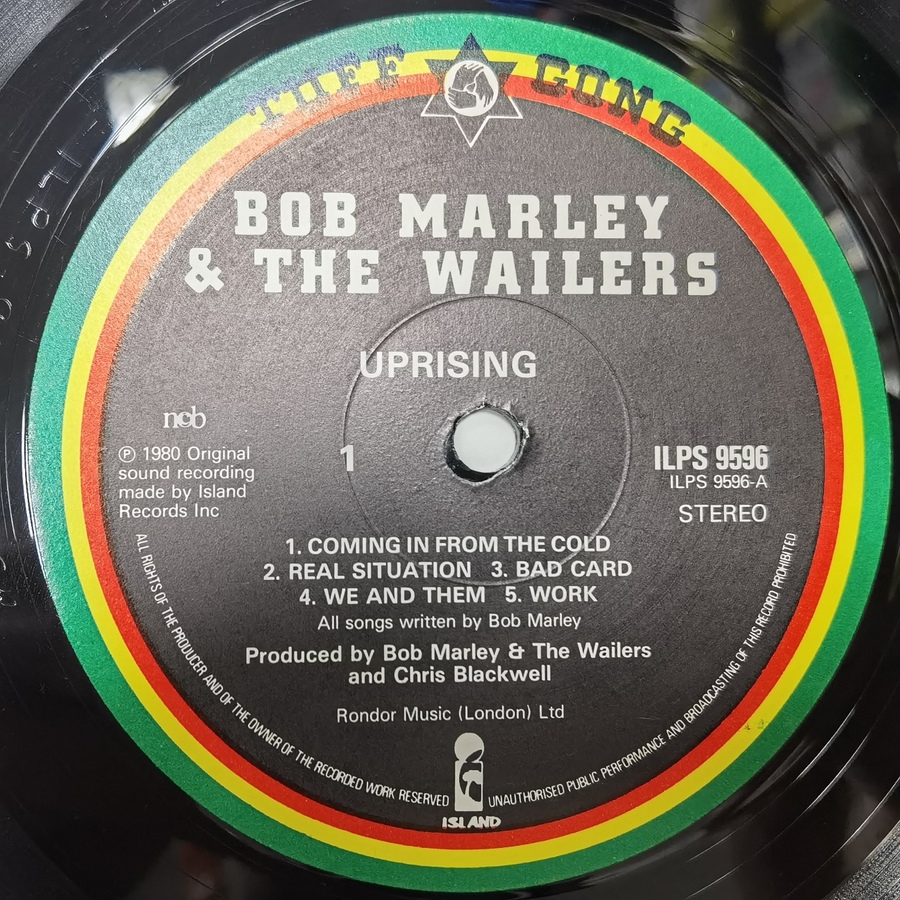 TUFF GONG
BOB MARLEY
& THE WAILERS
UPRISING
ncb
℗ 1980 Original
sound recording
made by Island
Records Inc
1
ILPS 9596
ILPS 9596-A
STEREO
1. COMING IN FROM THE COLD
2. REAL SITUATION 3. BAD CARD
4. WE AND THEM 5. WORK
All songs written by Bob Marley
Produced by Bob Marley & The Wailers
and Chris Blackwell
Rondor Music (London) Ltd
ALL RIGHTS OF THE PRODUCER AND OF THE OWNER OF THE RECORDED WORK RESERVED
UNAUTHORISED PUBLIC PERFORMANCE AND BROADCASTING OF THIS RECORD PROHIBITED
ISLAND